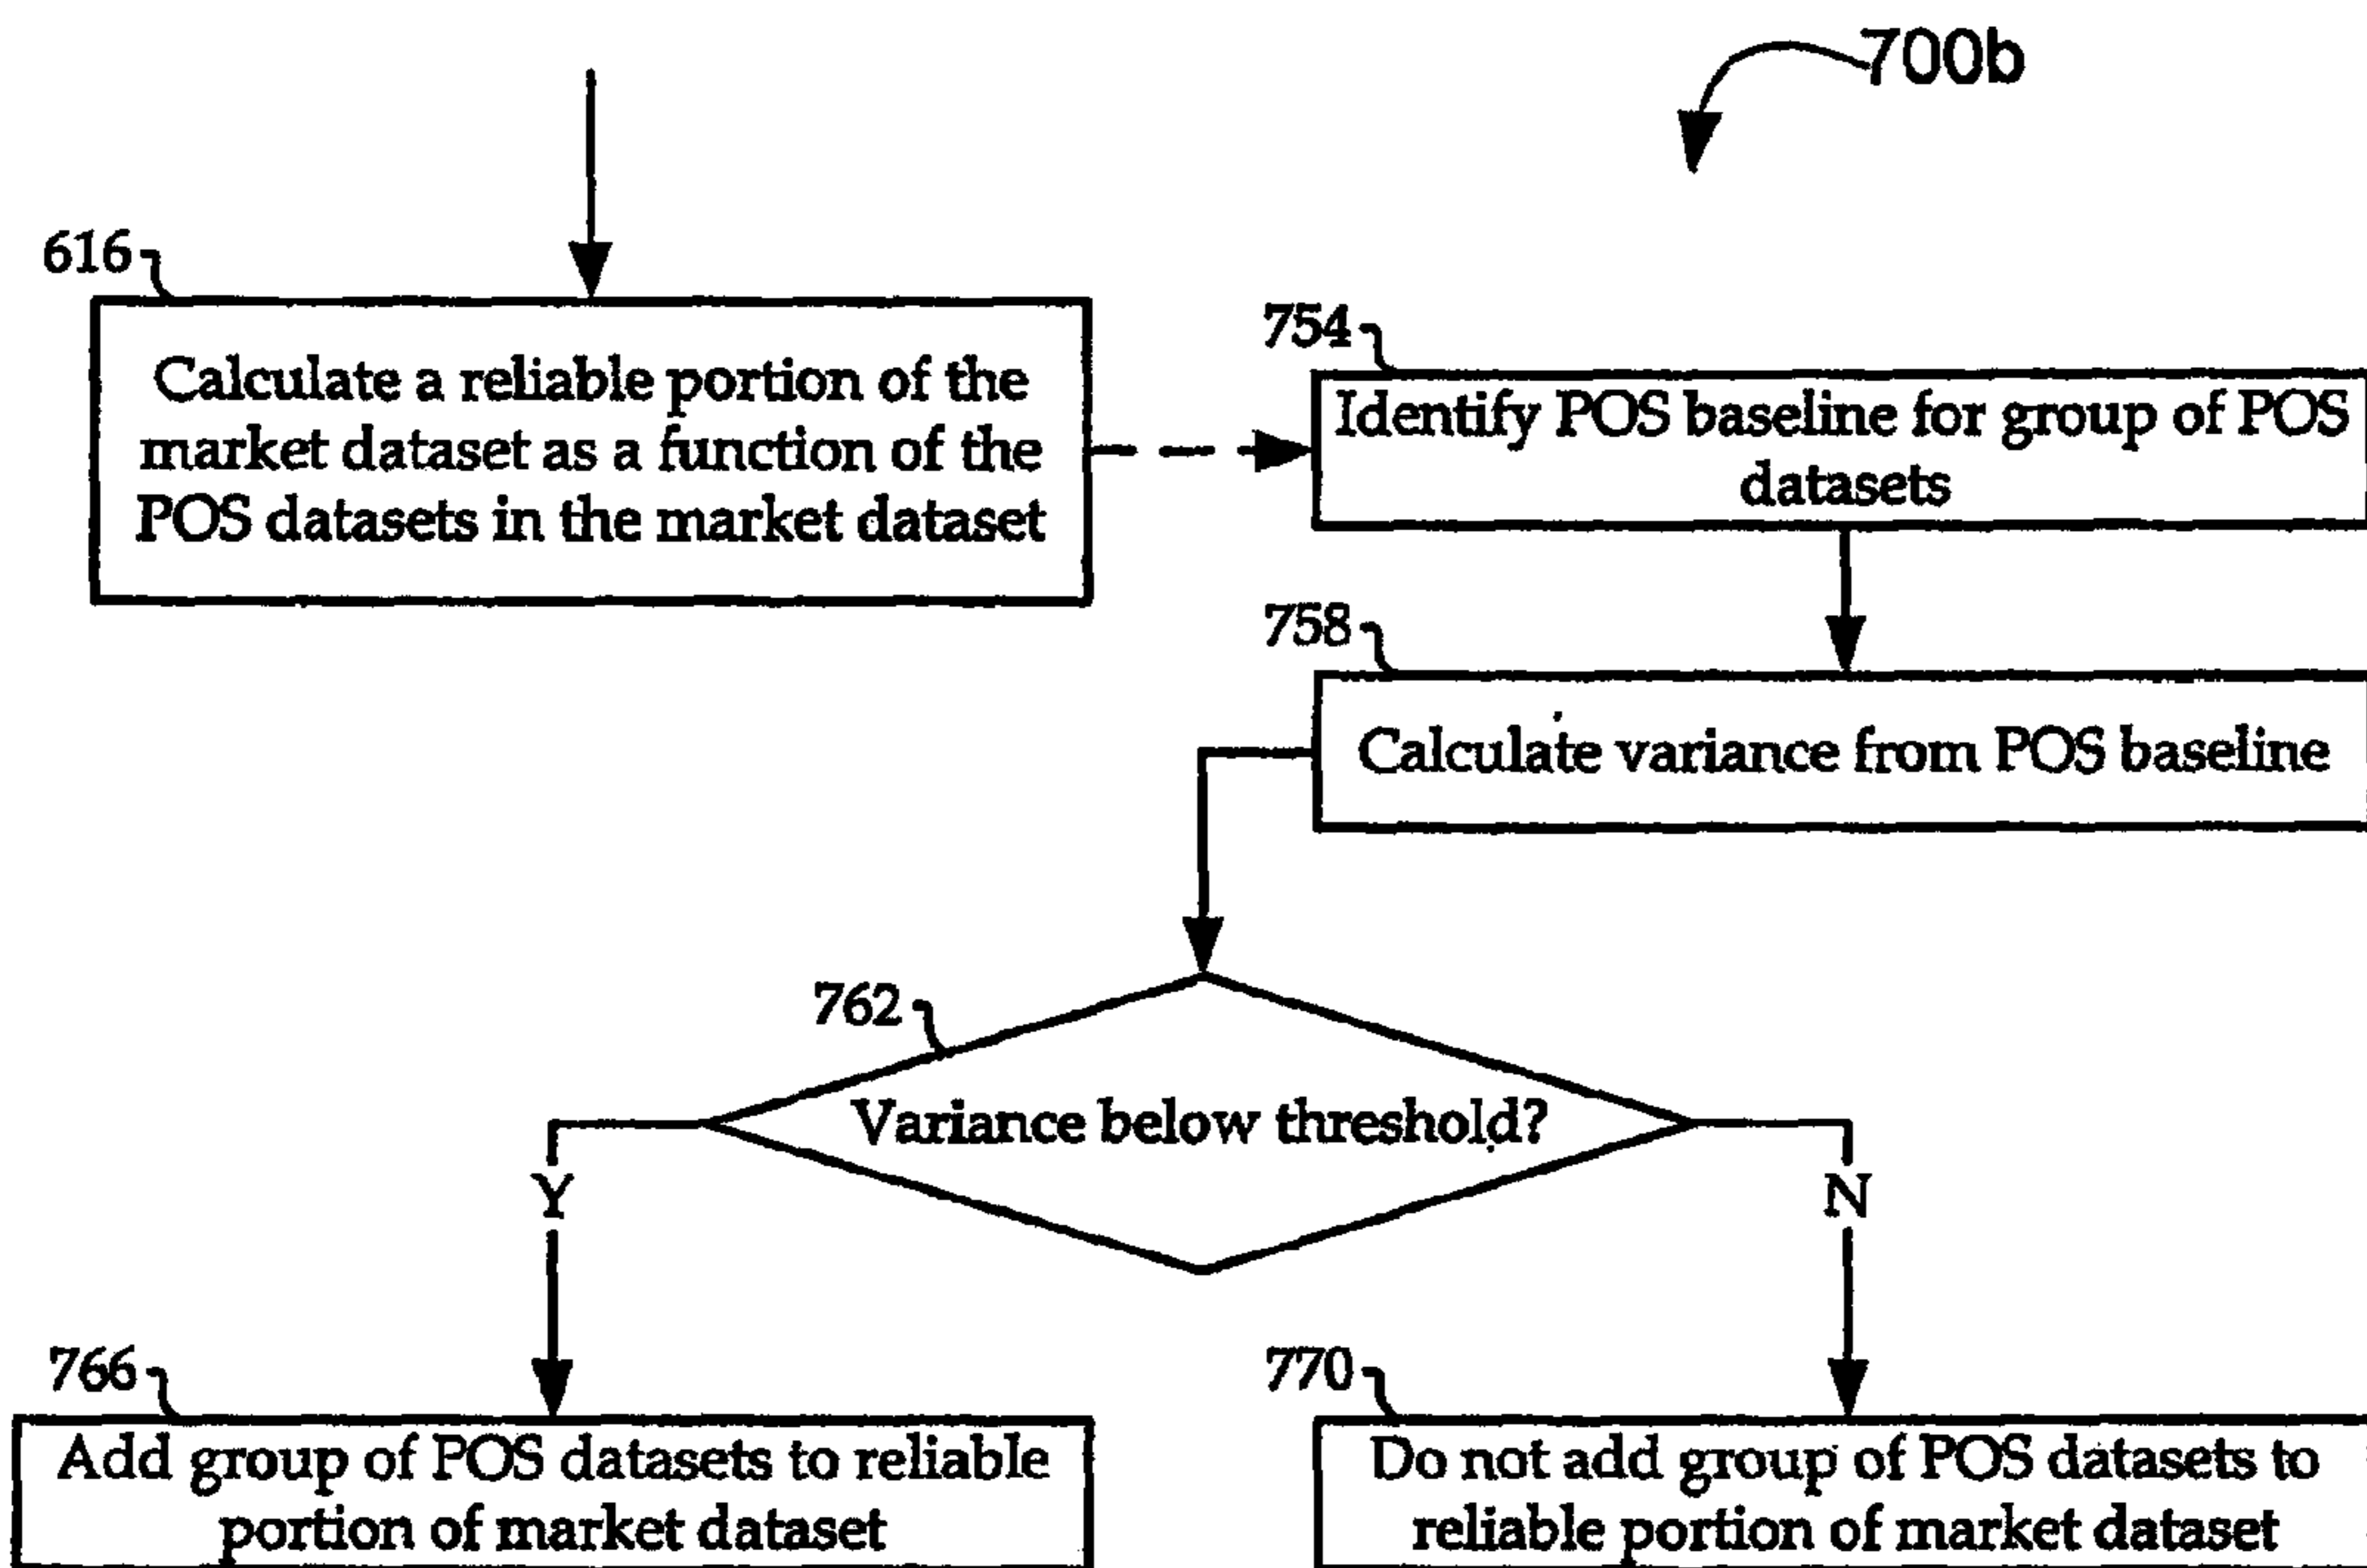 700b
616
Calculate a reliable portion of the
market dataset as a function of the
POS datasets in the market dataset
754
Identify POS baseline for group of POS
datasets
758
Calculate variance from POS baseline
762
Variance below threshold?
Y
N
766
Add group of POS datasets to reliable
portion of market dataset
770
Do not add group of POS datasets to
reliable portion of market dataset